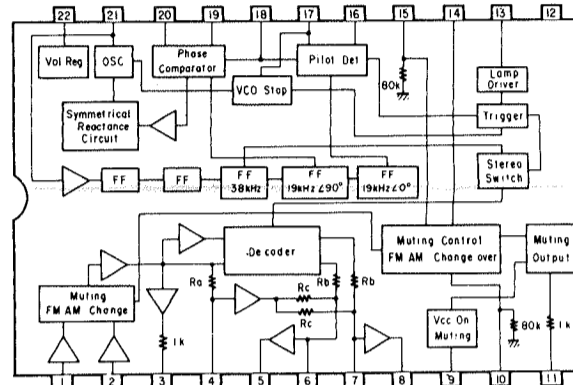 22 21 20 19 18 17 16 15 14 13 12
Vol Reg
OSC
Phase
Comparator
Pilot Det
VCO Stop
80k
Lamp
Driver
Trigger
Symmetrical
Reactance
Circuit
Stereo
Switch
FF
FF
FF
38kHz
FF
19kHz∠90°
FF
19kHz∠0°
Decoder
Muting Control
FM AM Change over
Muting
Output
Muting
FM AM Change
Ra
Rb
Rb
Rc
Rc
1k
Vcc On
Muting
80k
1k
1 2 3 4 5 6 7 8 9 10 11